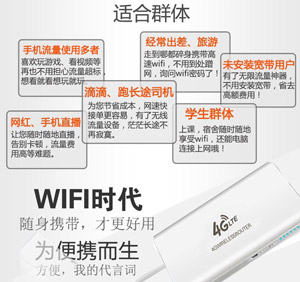 适合群体
手机流量使用多者
喜欢玩游戏、看视频等
再也不用担心流量超标
想看就看想玩就玩
经常出差、旅游
走到哪都碎身携带高
速wifi，不用到处蹭
网，询问wifi密码了！
未安装宽带用户
有了无限流量神器，
不用安装宽带，省去
高额费用！
滴滴、跑长途司机
为您节省成本，网速快
接单更容易，有了无线
流量设备，茫茫长途不
再寂寞。
网红、手机直播
让您随时随地直播，
告别卡顿，流量费
用高等难题。
学生群体
上课，宿舍随时随地
享受wifi，还能电脑
连接上网哦！
WIFI时代
随身携带，才更好用
为便携而生
方便，我的代言词
4GLTE
4GWIRELESSROUTER